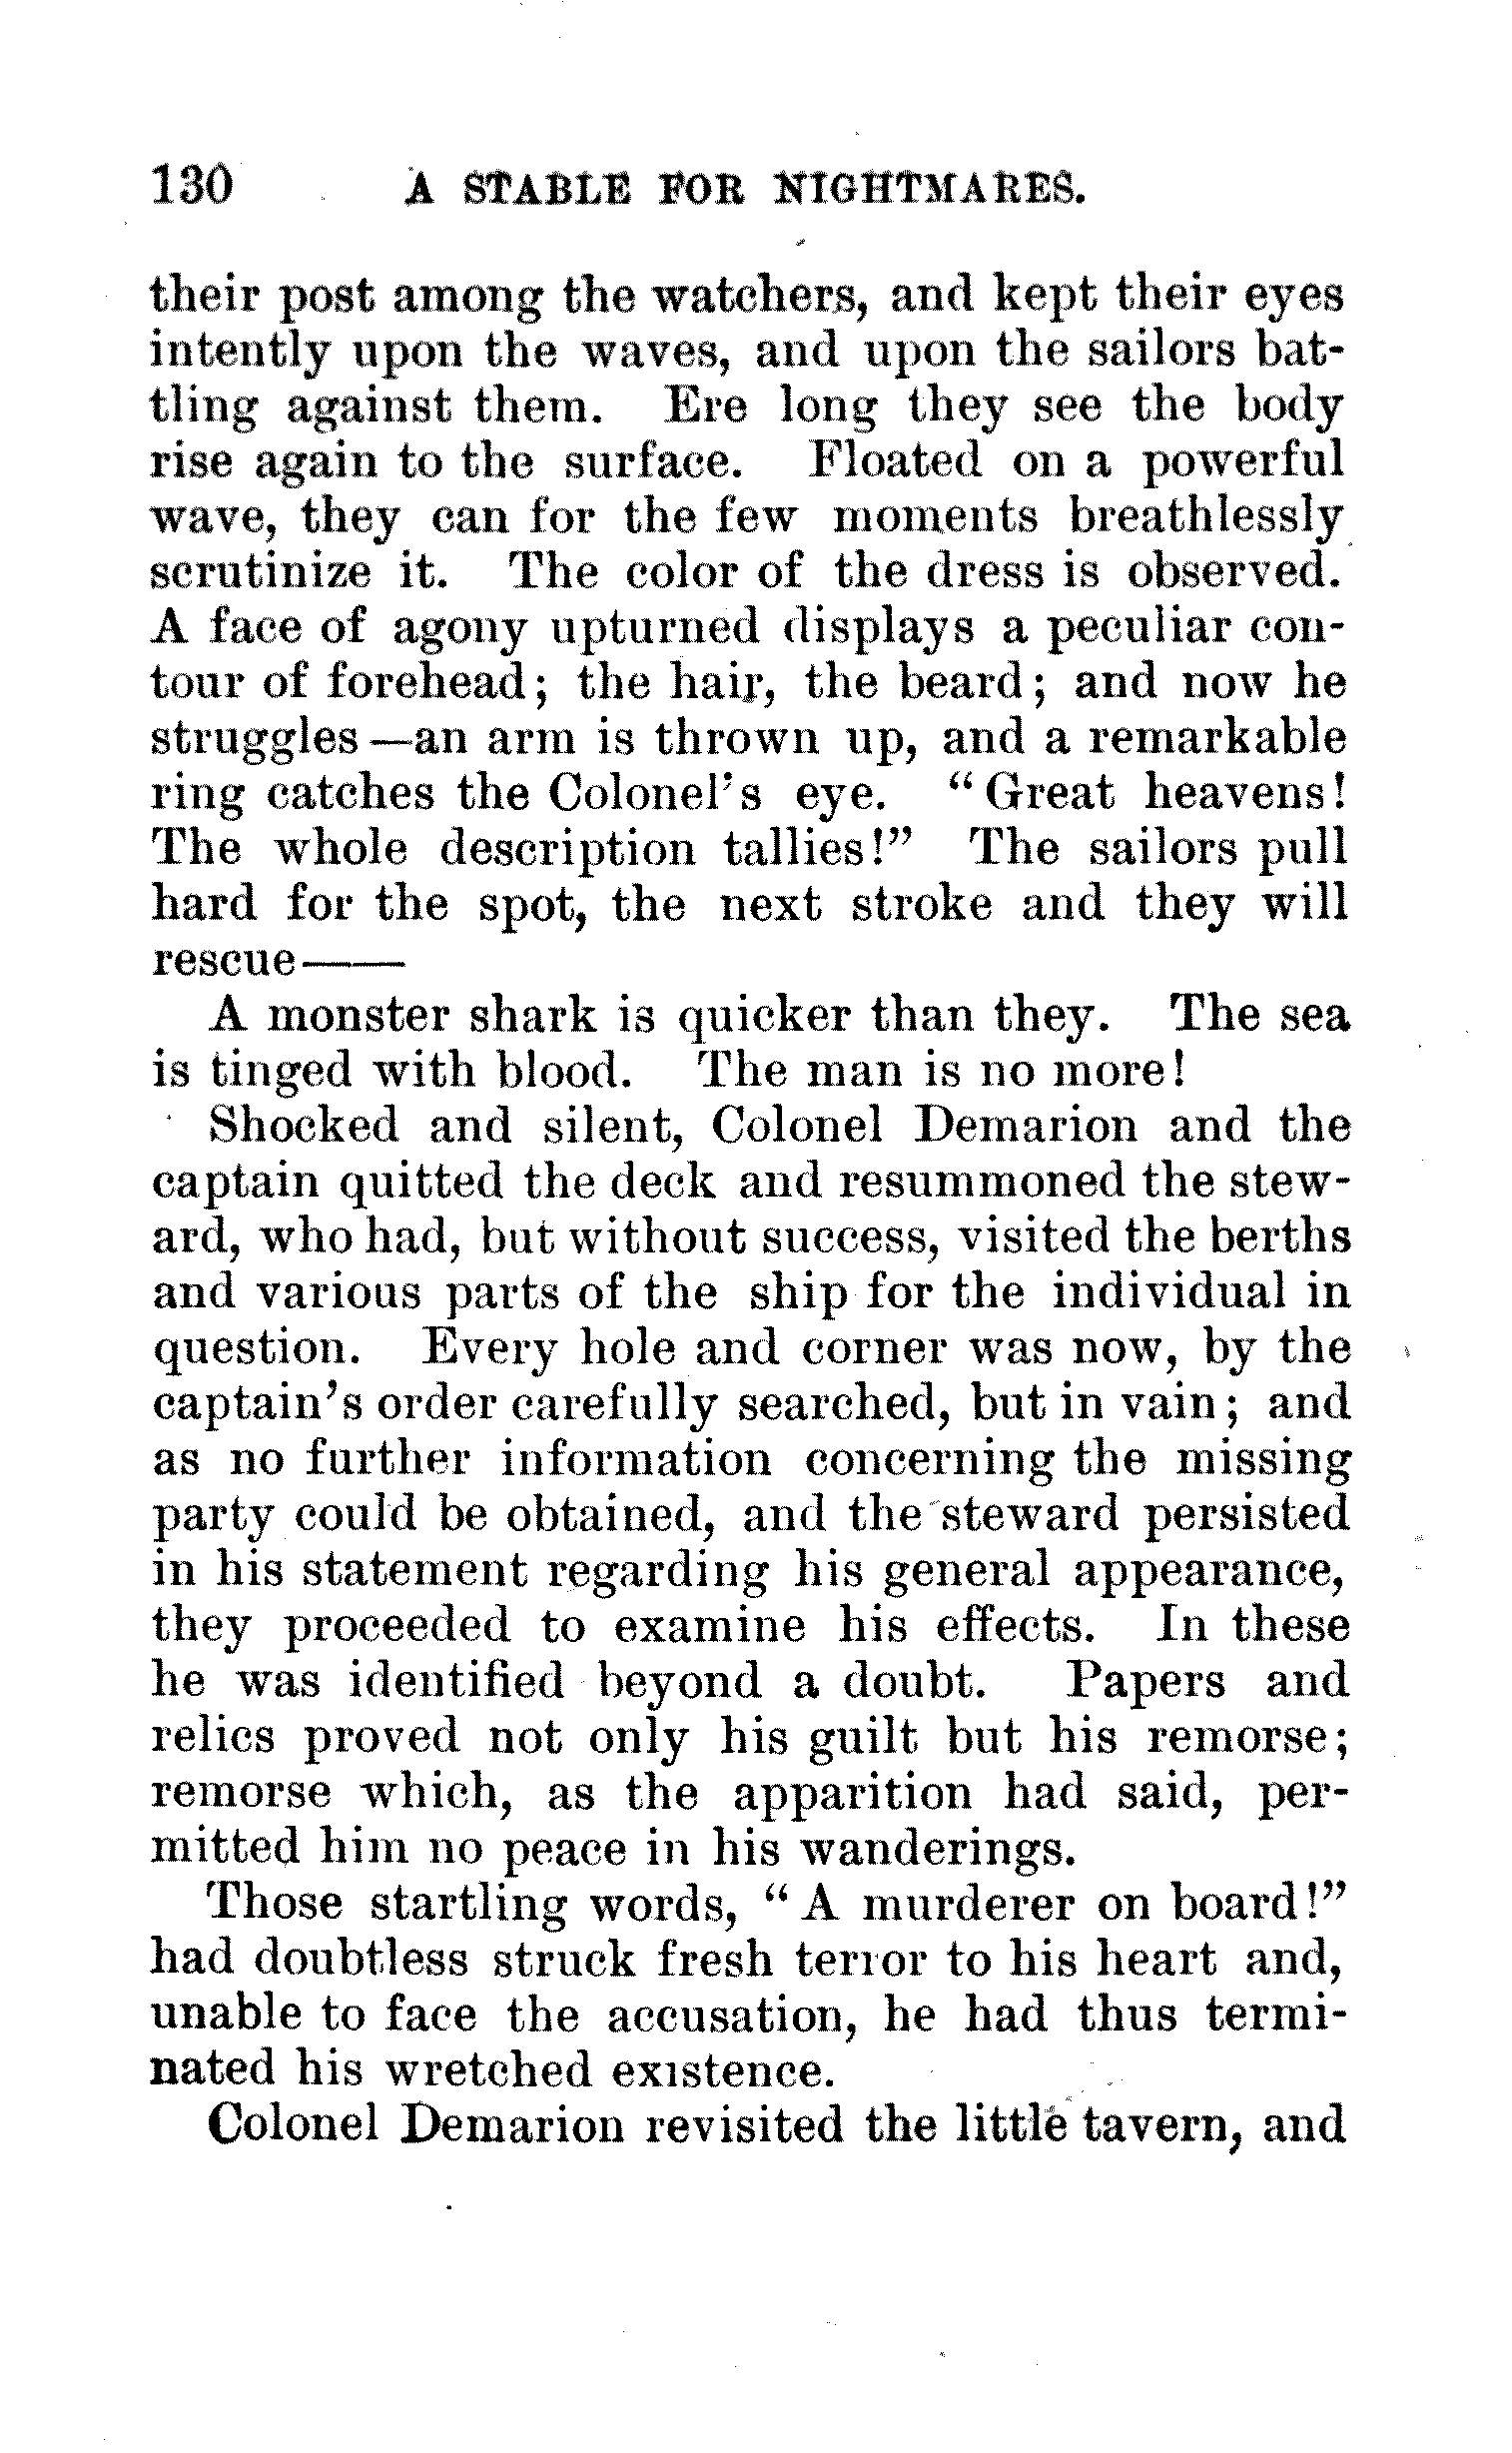 130 A STABLE FOR NIGHTMARES.
their post among the watchers, and kept their eyes
intently upon the waves, and upon the sailors bat-
tling against them. Ere long they see the body
rise again to the surface. Floated on a powerful
wave, they can for the few moments breathlessly
scrutinize it. The color of the dress is observed.
A face of agony upturned displays a peculiar con-
tour of forehead; the hair, the beard; and now he
struggles—an arm is thrown up, and a remarkable
ring catches the Colonel's eye. "Great heavens!
The whole description tallies!" The sailors pull
hard for the spot, the next stroke and they will
rescue——
A monster shark is quicker than they. The sea
is tinged with blood. The man is no more!
Shocked and silent, Colonel Demarion and the
captain quitted the deck and resummoned the stew-
ard, who had, but without success, visited the berths
and various parts of the ship for the individual in
question. Every hole and corner was now, by the
captain's order carefully searched, but in vain; and
as no further information concerning the missing
party could be obtained, and the steward persisted
in his statement regarding his general appearance,
they proceeded to examine his effects. In these
he was identified beyond a doubt. Papers and
relics proved not only his guilt but his remorse;
remorse which, as the apparition had said, per-
mitted him no peace in his wanderings.
Those startling words, "A murderer on board!"
had doubtless struck fresh terror to his heart and,
unable to face the accusation, he had thus termi-
nated his wretched existence.
Colonel Demarion revisited the little tavern, and